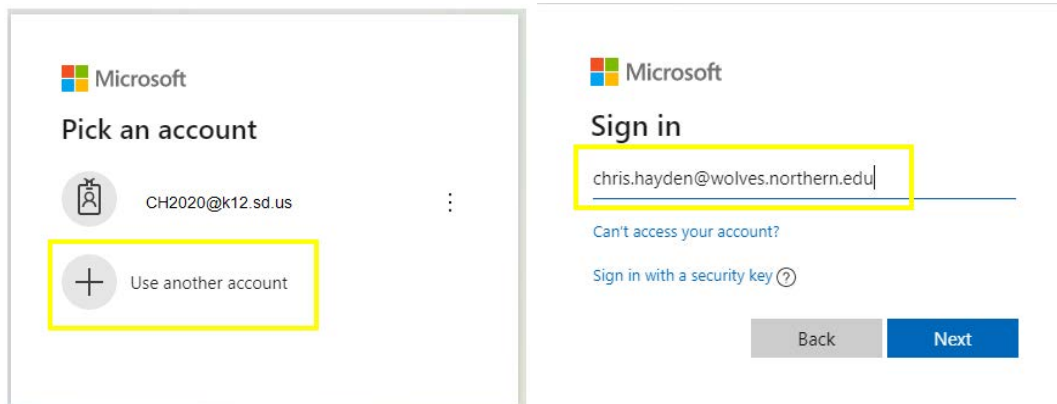 Microsoft
Pick an account
CH2020@k12.sd.us
Use another account
Microsoft
Sign in
chris.hayden@wolves.northern.edu
Can't access your account?
Sign in with a security key
Back Next